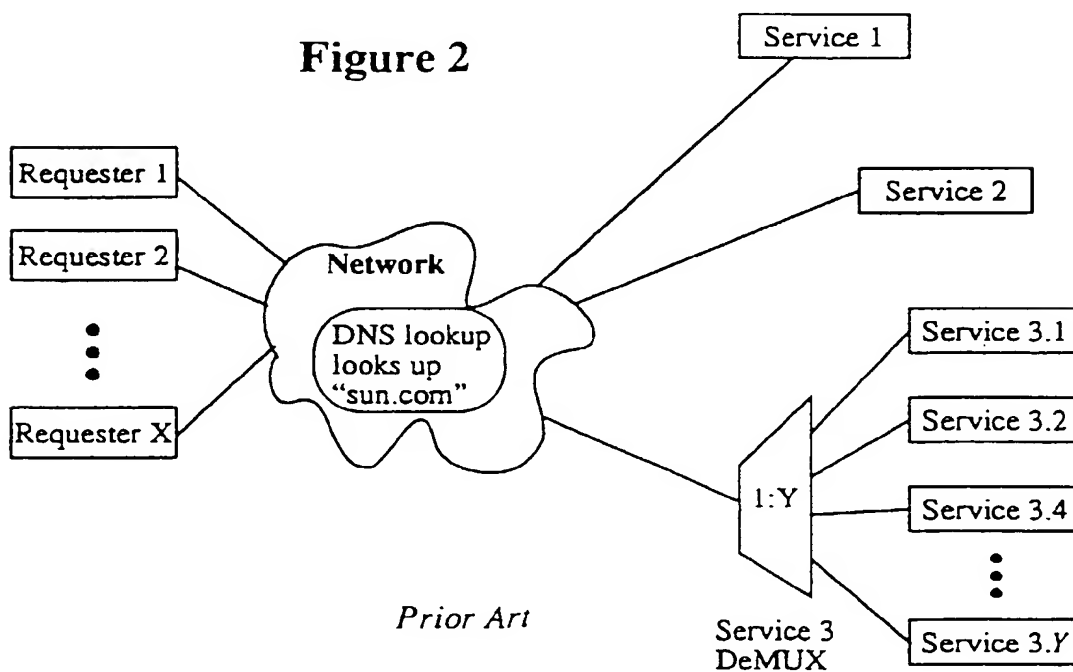 Figure 2
Service 1
Requester 1
Service 2
Requester 2
Network
DNS lookup
looks up
“sun.com”
Service 3.1
Requester X
Service 3.2
1:Y
Service 3.4
Prior Art
Service 3
DeMUX
Service 3.Y